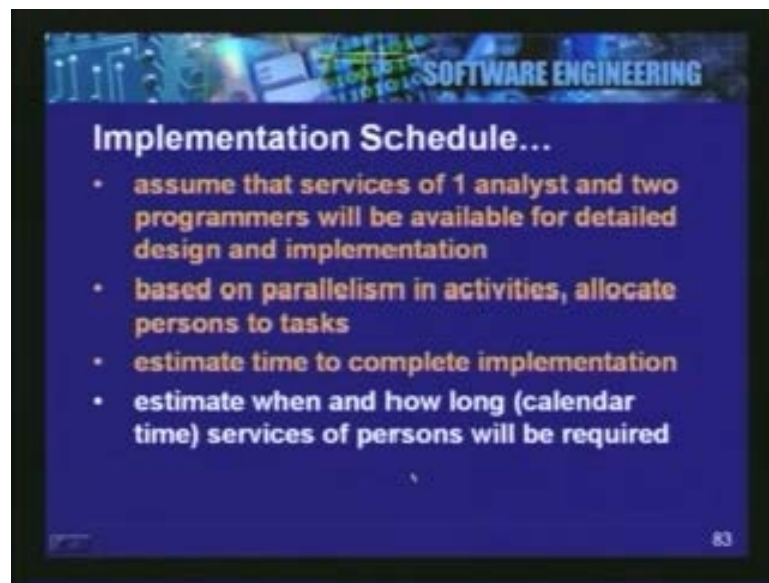 SOFTWARE ENGINEERING
Implementation Schedule...
• assume that services of 1 analyst and two
programmers will be available for detailed
design and implementation
• based on parallelism in activities, allocate
persons to tasks
• estimate time to complete implementation
• estimate when and how long (calendar
time) services of persons will be required
83